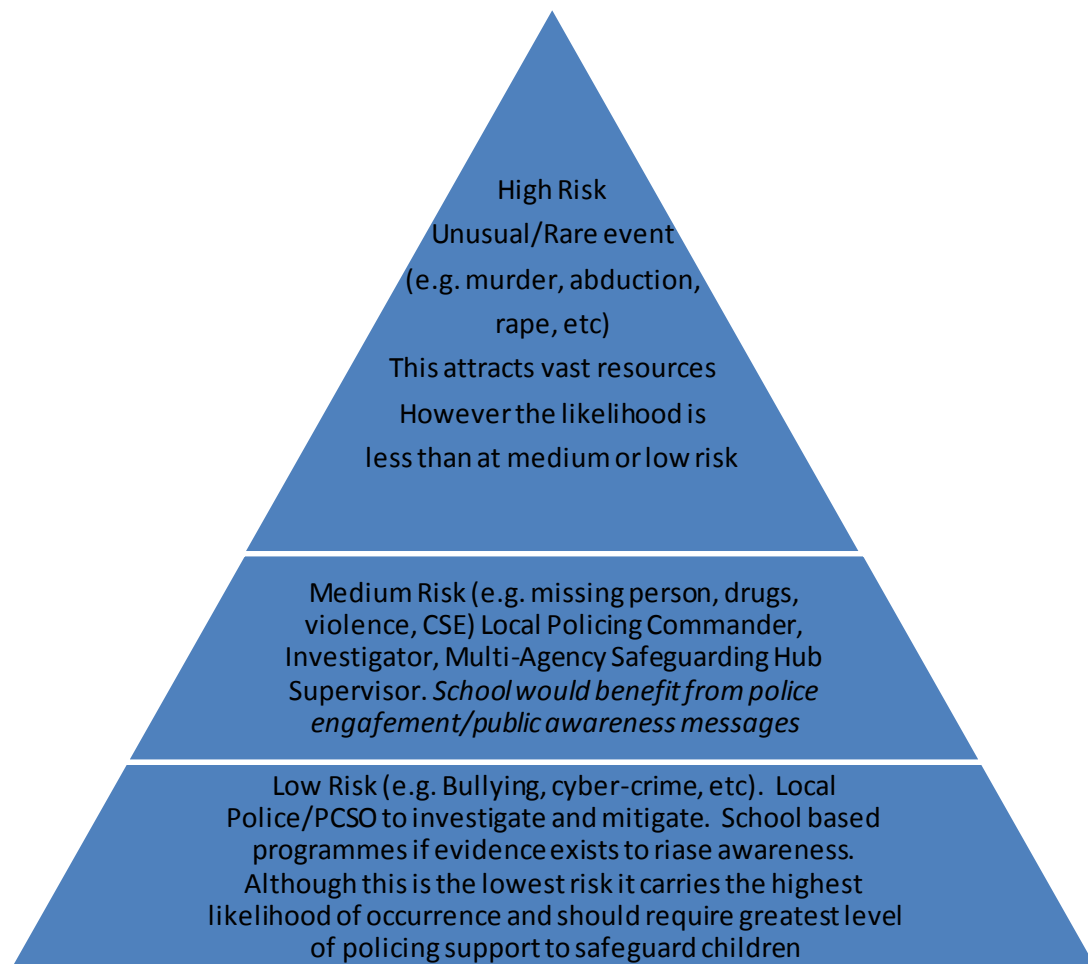 High Risk
Unusual/Rare event
(e.g. murder, abduction,
rape, etc)
This attracts vast resources
However the likelihood is
less than at medium or low risk
Medium Risk (e.g. missing person, drugs,
violence, CSE) Local Policing Commander,
Investigator, Multi-Agency Safeguarding Hub
Supervisor. School would benefit from police
engafement/public awareness messages
Low Risk (e.g. Bullying, cyber-crime, etc). Local
Police/PCSO to investigate and mitigate. School based
programmes if evidence exists to riase awareness.
Although this is the lowest risk it carries the highest
likelihood of occurrence and should require greatest level
of policing support to safeguard children